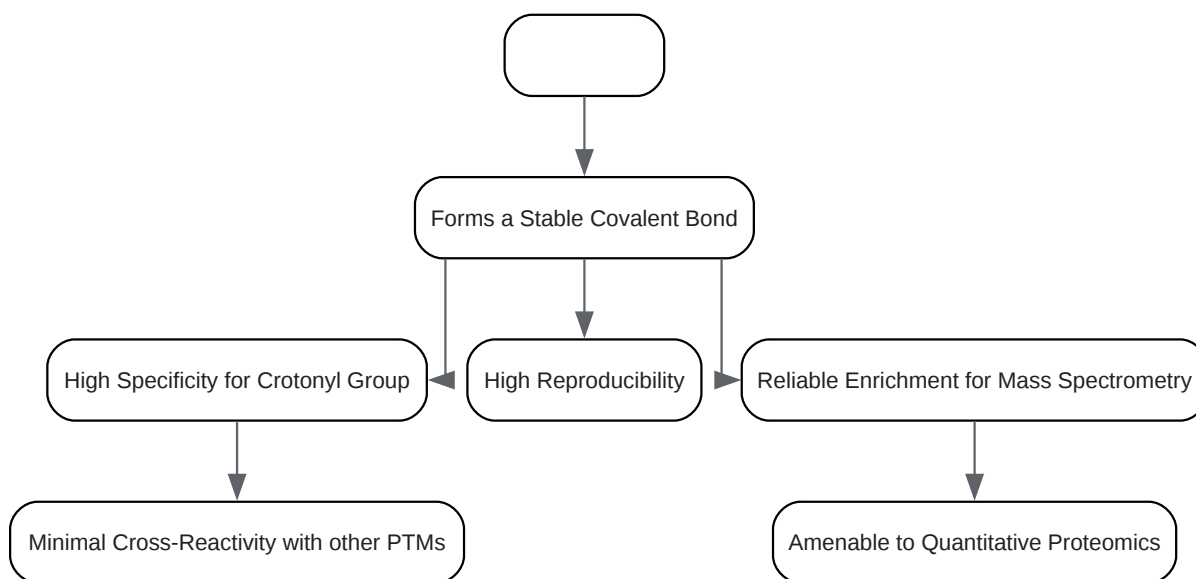 Forms a Stable Covalent Bond
High Specificity for Crotonyl Group
High Reproducibility
Reliable Enrichment for Mass Spectrometry
Minimal Cross-Reactivity with other PTMs
Amenable to Quantitative Proteomics